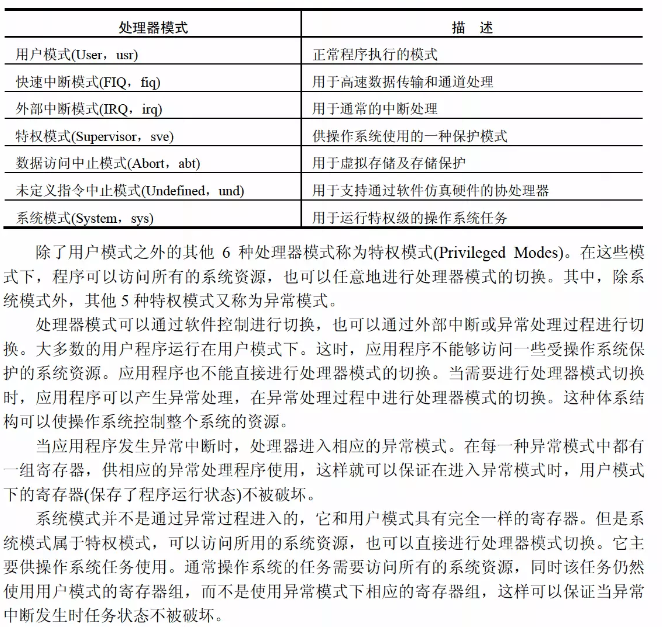 处理器模式 描 述
用户模式(User，usr) 正常程序执行的模式
快速中断模式(FIQ，fiq) 用于高速数据传输和通道处理
外部中断模式(IRQ，irq) 用于通常的中断处理
特权模式(Supervisor，sve) 供操作系统使用的一种保护模式
数据访问中止模式(Abort，abt) 用于虚拟存储及存储保护
未定义指令中止模式(Undefined，und) 用于支持通过软件仿真硬件的协处理器
系统模式(System，sys) 用于运行特权级的操作系统任务
除了用户模式之外的其他 6 种处理器模式称为特权模式(Privileged Modes)。在这些模
式下，程序可以访问所有的系统资源，也可以任意地进行处理器模式的切换。其中，除系
统模式外，其他 5 种特权模式又称为异常模式。
处理器模式可以通过软件控制进行切换，也可以通过外部中断或异常处理过程进行切
换。大多数的用户程序运行在用户模式下。这时，应用程序不能够访问一些受操作系统保
护的系统资源。应用程序也不能直接进行处理器模式的切换。当需要进行处理器模式切换
时，应用程序可以产生异常处理，在异常处理过程中进行处理器模式的切换。这种体系结
构可以使操作系统控制整个系统的资源。
当应用程序发生异常中断时，处理器进入相应的异常模式。在每一种异常模式中都有
一组寄存器，供相应的异常处理程序使用，这样就可以保证在进入异常模式时，用户模式
下的寄存器(保存了程序运行状态)不被破坏。
系统模式并不是通过异常过程进入的，它和用户模式具有完全一样的寄存器。但是系
统模式属于特权模式，可以访问所用的系统资源，也可以直接进行处理器模式切换。它主
要供操作系统任务使用。通常操作系统的任务需要访问所有的系统资源，同时该任务仍然
使用用户模式的寄存器组，而不是使用异常模式下相应的寄存器组，这样可以保证当异常
中断发生时任务状态不被破坏。